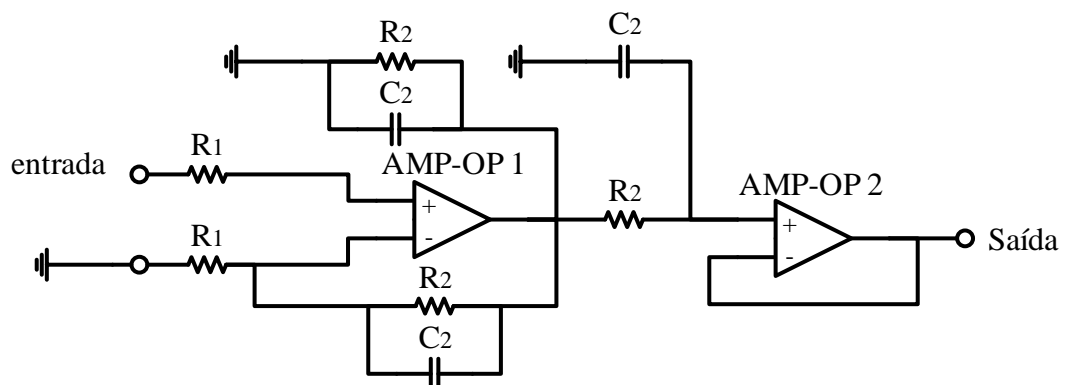 R2
C2
C2
R1
entrada
AMP-OP 1
AMP-OP 2
+
-
R2
+
-
Saída
R1
R2
C2